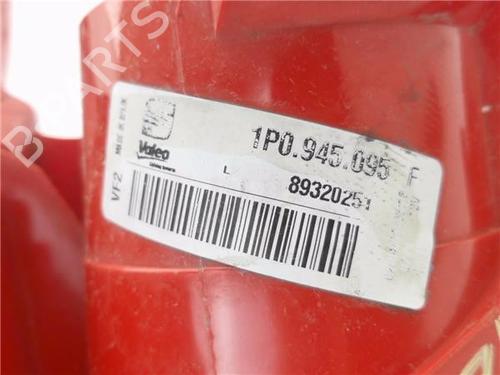 B PARTS
1P0.945.095 F
Valeo
L
89320251
VF2